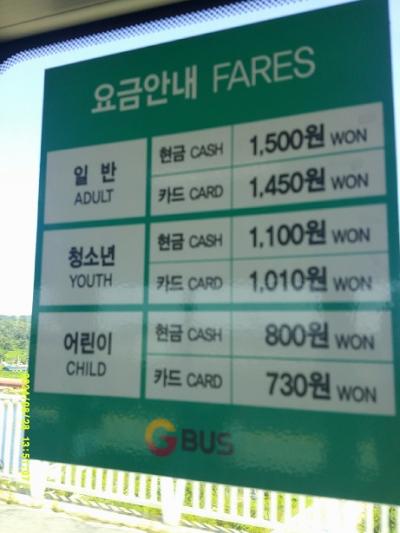 요금안내 FARES
일 반 ADULT
현금 CASH 1,500원 WON
카드 CARD 1,450원 WON
청소년 YOUTH
현금 CASH 1,100원 WON
카드 CARD 1,010원 WON
어린이 CHILD
현금 CASH 800원 WON
카드 CARD 730원 WON
G BUS